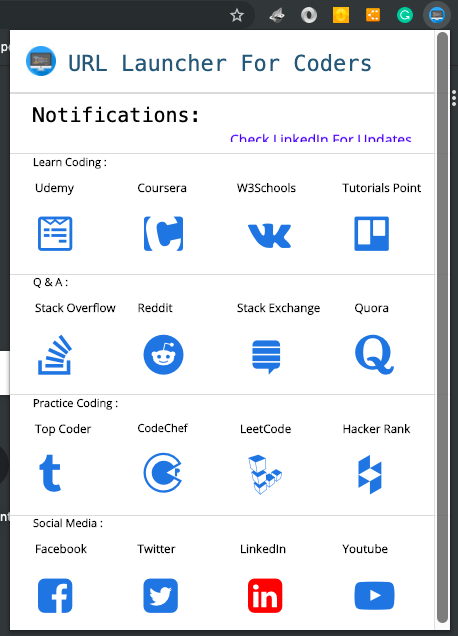 URL Launcher For Coders
Notifications:
Check LinkedIn For Updates
Learn Coding :
Udemy Coursera W3Schools Tutorials Point
Q & A :
Stack Overflow Reddit Stack Exchange Quora
Practice Coding :
Top Coder CodeChef LeetCode Hacker Rank
Social Media :
Facebook Twitter LinkedIn Youtube